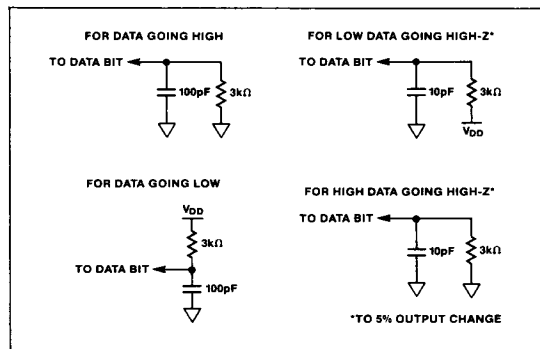 FOR DATA GOING HIGH
TO DATA BIT
100pF
3kΩ
FOR LOW DATA GOING HIGH-Z*
TO DATA BIT
10pF
3kΩ
VDD
FOR DATA GOING LOW
VDD
3kΩ
TO DATA BIT
100pF
FOR HIGH DATA GOING HIGH-Z*
TO DATA BIT
10pF
3kΩ
*TO 5% OUTPUT CHANGE